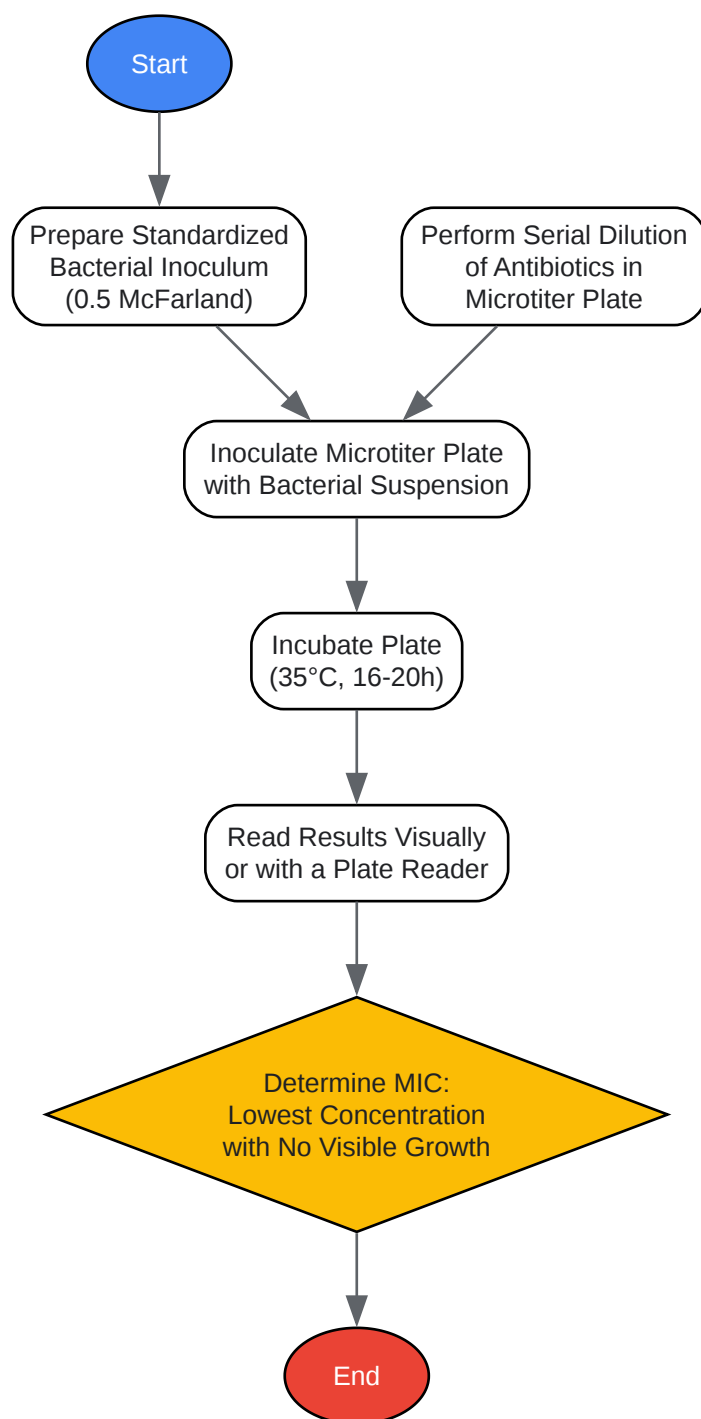 Start
Prepare Standardized
Bacterial Inoculum
(0.5 McFarland)
Perform Serial Dilution
of Antibiotics in
Microtiter Plate
Inoculate Microtiter Plate
with Bacterial Suspension
Incubate Plate
(35°C, 16-20h)
Read Results Visually
or with a Plate Reader
Determine MIC:
Lowest Concentration
with No Visible Growth
End